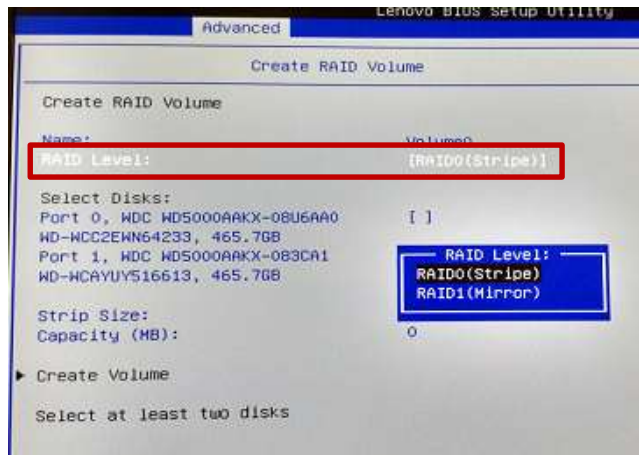 Lenovo BIOS Setup Utility
Advanced
Create RAID Volume
Create RAID Volume
Name: Volume0
RAID Level: [RAID0(Stripe)]
Select Disks:
Port 0, WDC WD5000AAKX-08U6AA0 [ ]
WD-WCC2EWN64233, 465.7GB
Port 1, WDC WD5000AAKX-083CA1
WD-WCAYUY516613, 465.7GB
RAID Level:
RAID0(Stripe)
RAID1(Mirror)
Strip Size:
Capacity (MB): 0
Create Volume
Select at least two disks